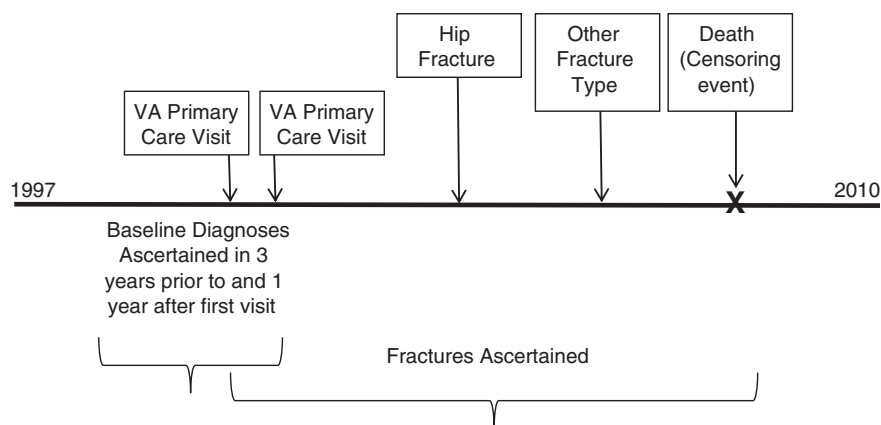 Hip
Fracture
Other
Fracture
Type
Death
(Censoring
event)
VA Primary
Care Visit
VA Primary
Care Visit
1997
2010
X
Baseline Diagnoses
Ascertained in 3
years prior to and 1
year after first visit
Fractures Ascertained